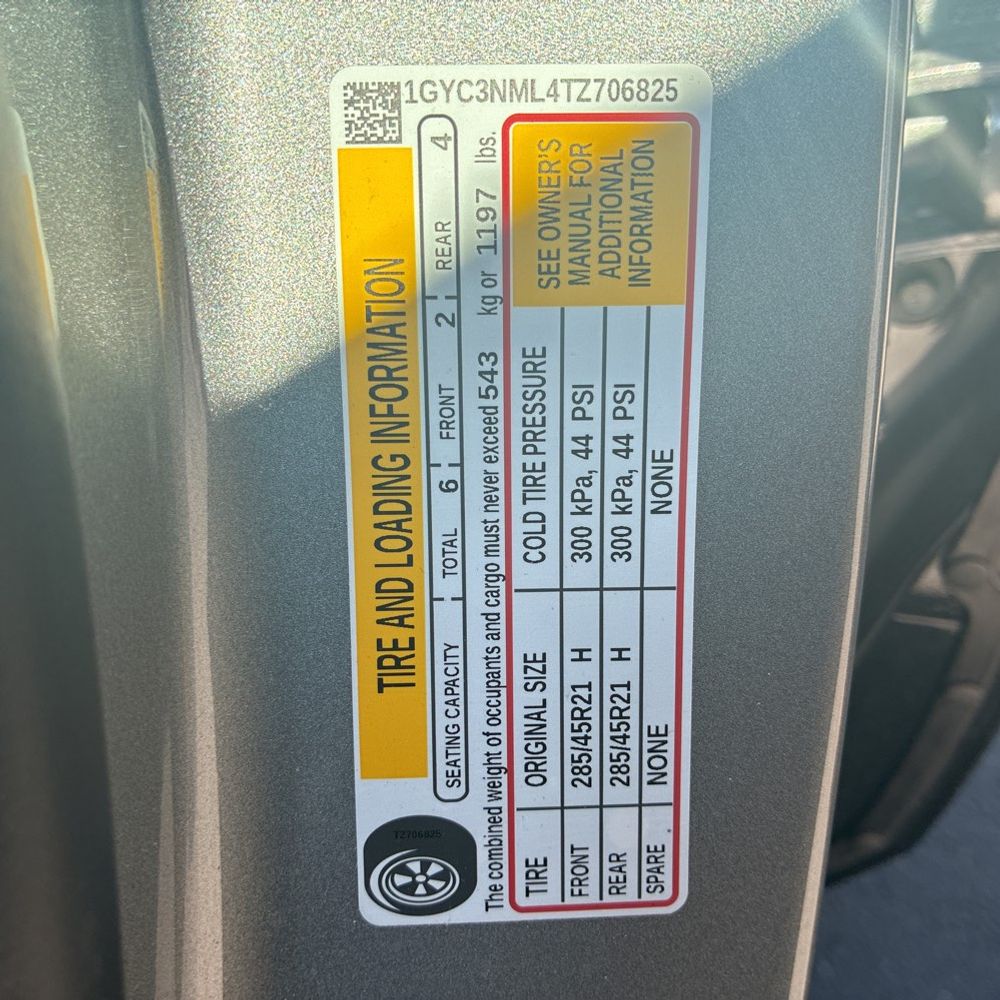 1GYC3NML4TZ706825
TIRE AND LOADING INFORMATION
SEATING CAPACITY TOTAL 6 FRONT 2 REAR 4
The combined weight of occupants and cargo must never exceed 543 kg or 1197 lbs.
TIRE ORIGINAL SIZE COLD TIRE PRESSURE
FRONT 285/45R21 H 300 kPa, 44 PSI
REAR 285/45R21 H 300 kPa, 44 PSI
SPARE NONE NONE
SEE OWNER'S
MANUAL FOR
ADDITIONAL
INFORMATION
TZ706825